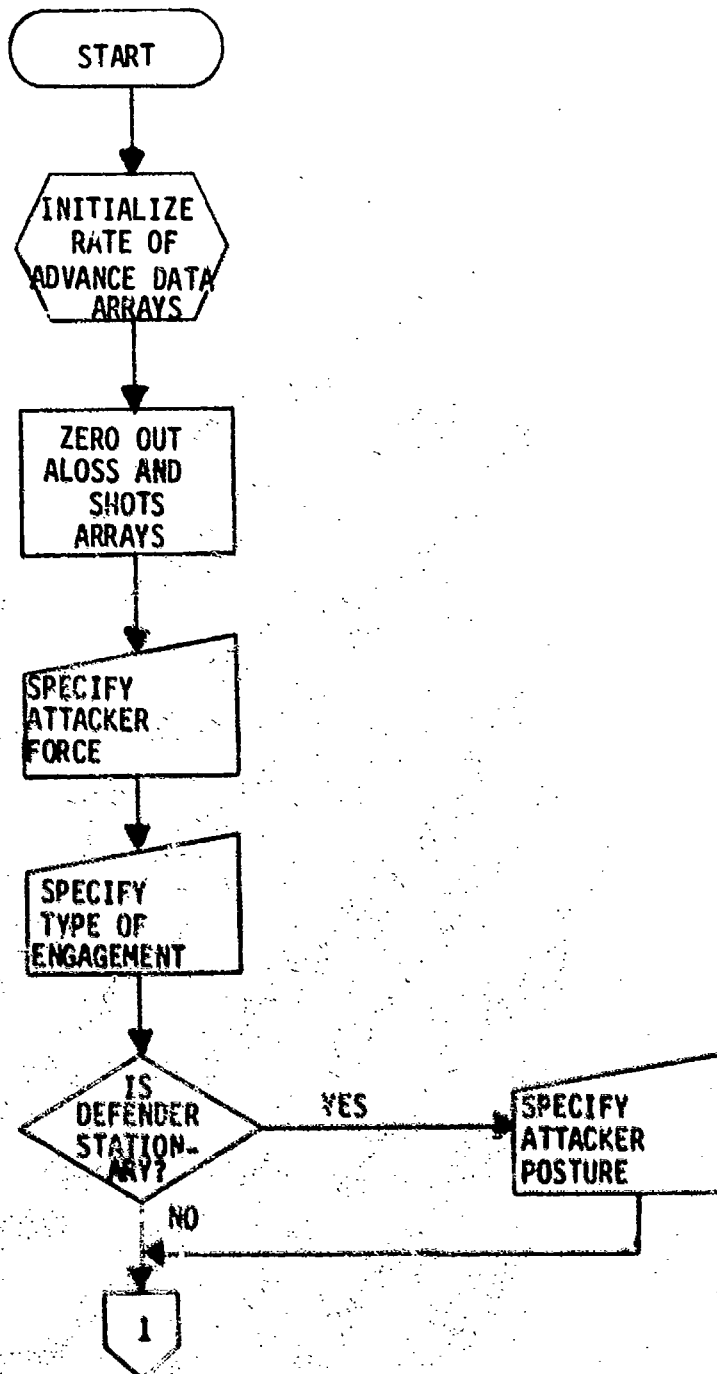 START
INITIALIZE
RATE OF
ADVANCE DATA
ARRAYS
ZERO OUT
ALOSS AND
SHOTS
ARRAYS
SPECIFY
ATTACKER
FORCE
SPECIFY
TYPE OF
ENGAGEMENT
IS
DEFENDER
STATION-
ARY?
YES
SPECIFY
ATTACKER
POSTURE
NO
1